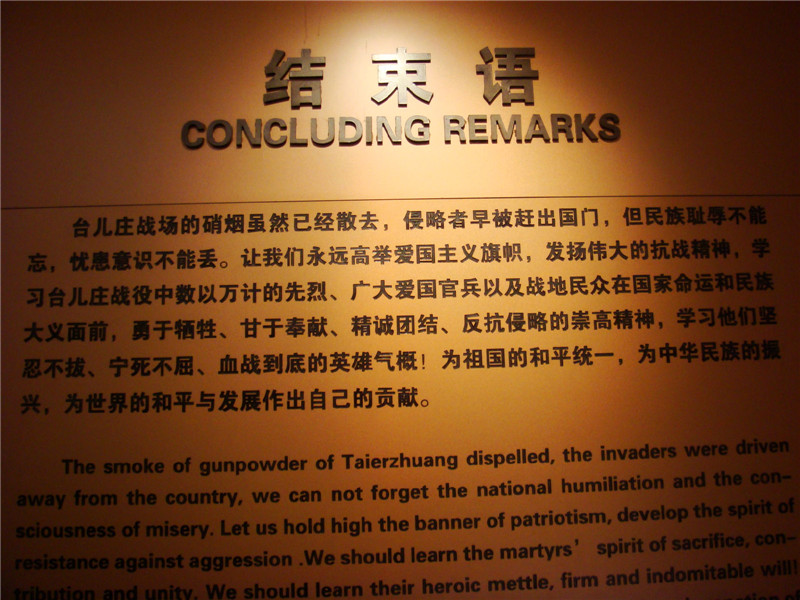 结束语
CONCLUDING REMARKS
台儿庄战场的硝烟虽然已经散去，侵略者早被赶出国门，但民族耻辱不能
忘，忧患意识不能丢。让我们永远高举爱国主义旗帜，发扬伟大的抗战精神，学
习台儿庄战役中数以万计的先烈、广大爱国官兵以及战地民众在国家命运和民族
大义面前，勇于牺牲、甘于奉献、精诚团结、反抗侵略的崇高精神，学习他们坚
忍不拔、宁死不屈、血战到底的英雄气概！为祖国的和平统一，为中华民族的振
兴，为世界的和平与发展作出自己的贡献。
The smoke of gunpowder of Taierzhuang dispelled, the invaders were driven
away from the country, we can not forget the national humiliation and the con-
sciousness of misery. Let us hold high the banner of patriotism, develop the spirit of
resistance against aggression .We should learn the martyrs' spirit of sacrifice, con-
tribution and unity. We should learn their heroic mettle, firm and indomitable will!